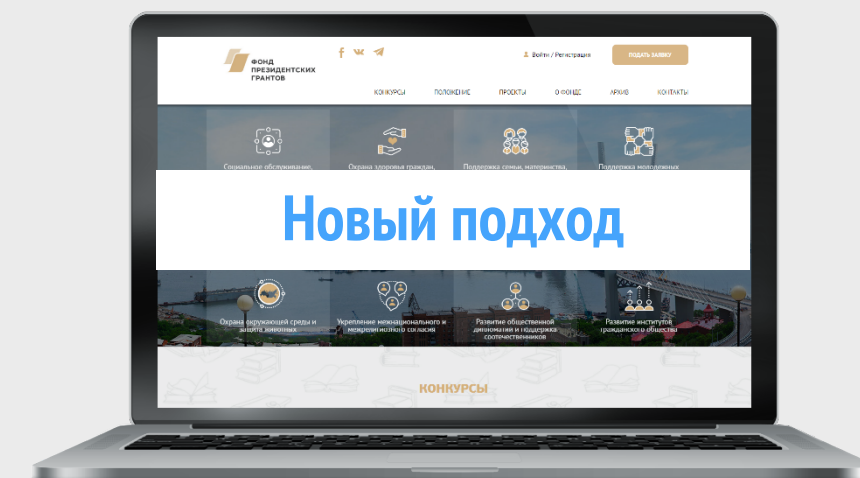 ФОНД
ПРЕЗИДЕНТСКИХ
ГРАНТОВ
Войти / Регистрация
ПОДАТЬ ЗАЯВКУ
КОНКУРСЫ ПОЛОЖЕНИЕ ПРОЕКТЫ О ФОНДЕ АРХИВ КОНТАКТЫ
Социальное обслуживание,
Охрана здоровья граждан,
Поддержка семьи, материнства,
Поддержка молодежных
Новый подход
Охрана окружающей среды и
защита животных
Укрепление межнационального и
межрелигиозного согласия
Развитие общественной
дипломатии и поддержка
соотечественников
Развитие институтов
гражданского общества
КОНКУРСЫ